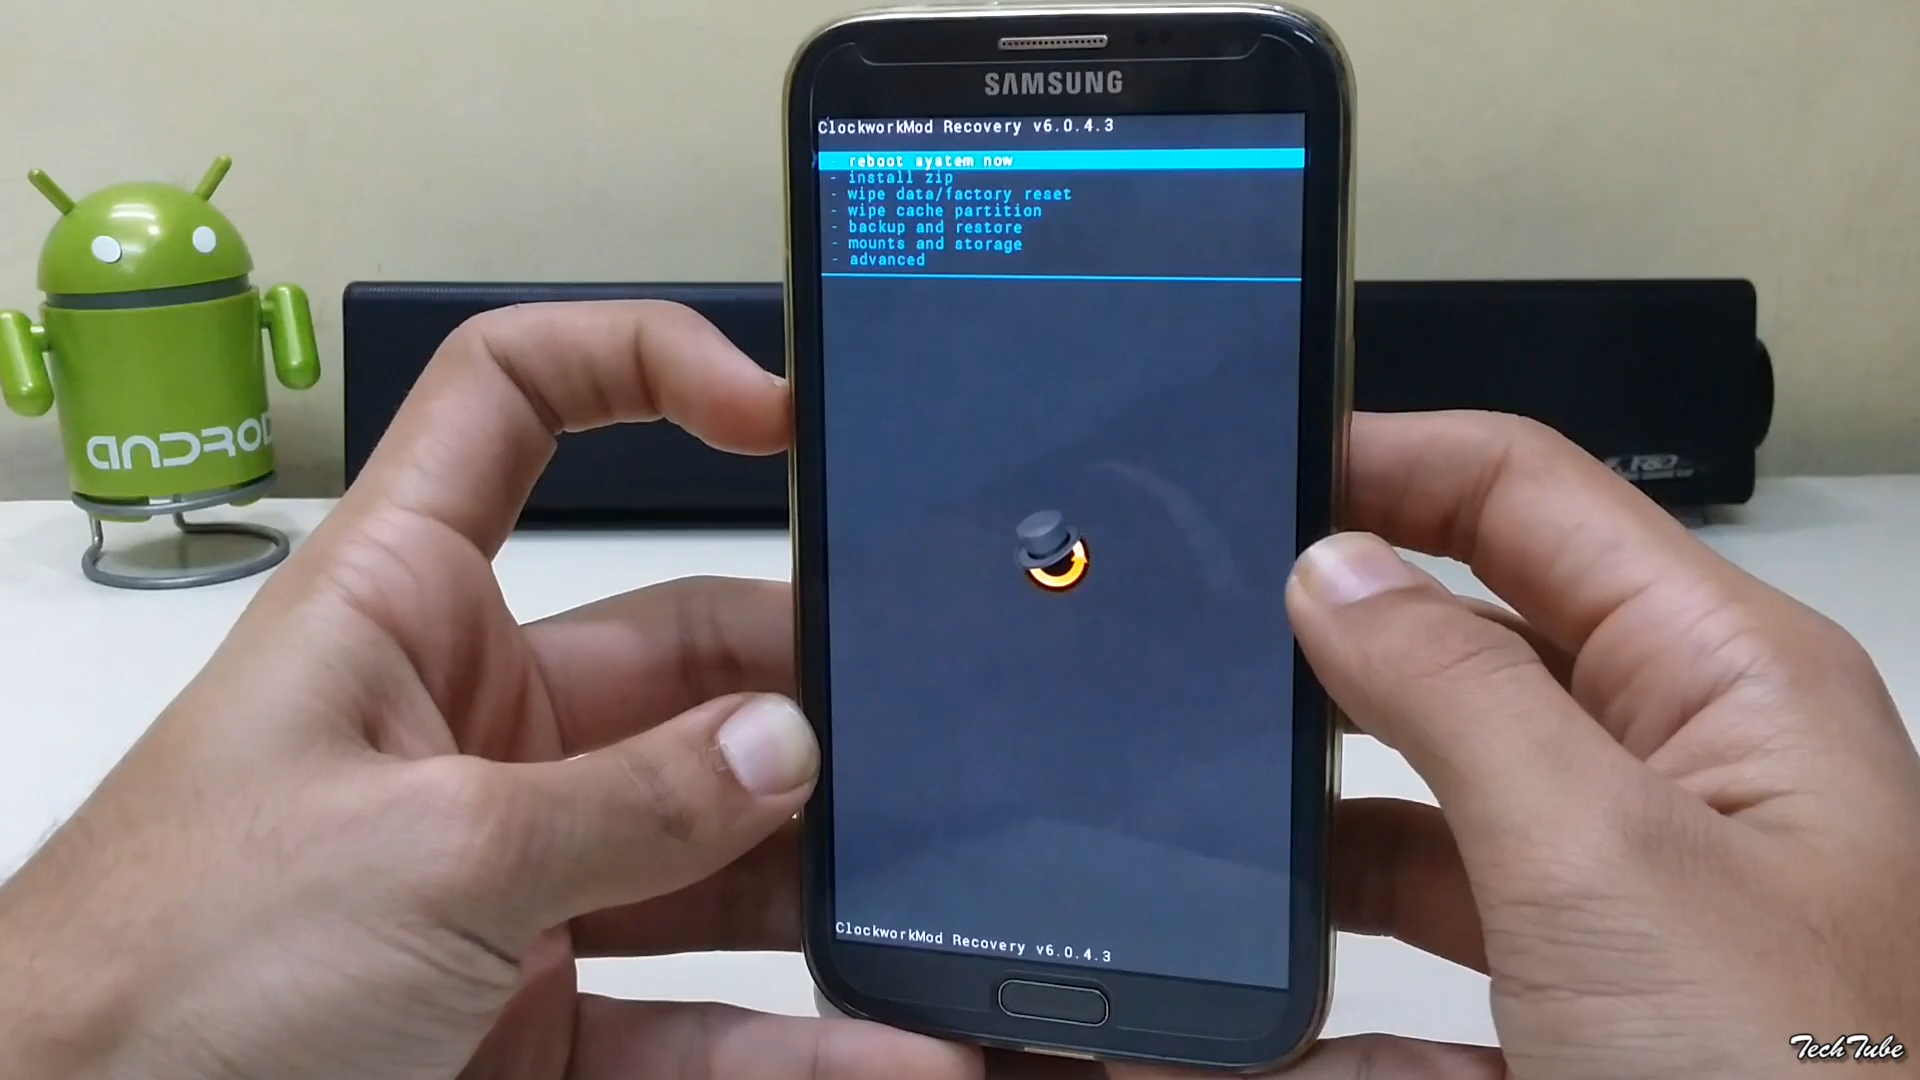 SAMSUNG
ClockworkMod Recovery v6.0.4.3
- reboot system now
- install zip
- wipe data/factory reset
- wipe cache partition
- backup and restore
- mounts and storage
- advanced
ANDROID
F&D
ClockworkMod Recovery v6.0.4.3
TechTube